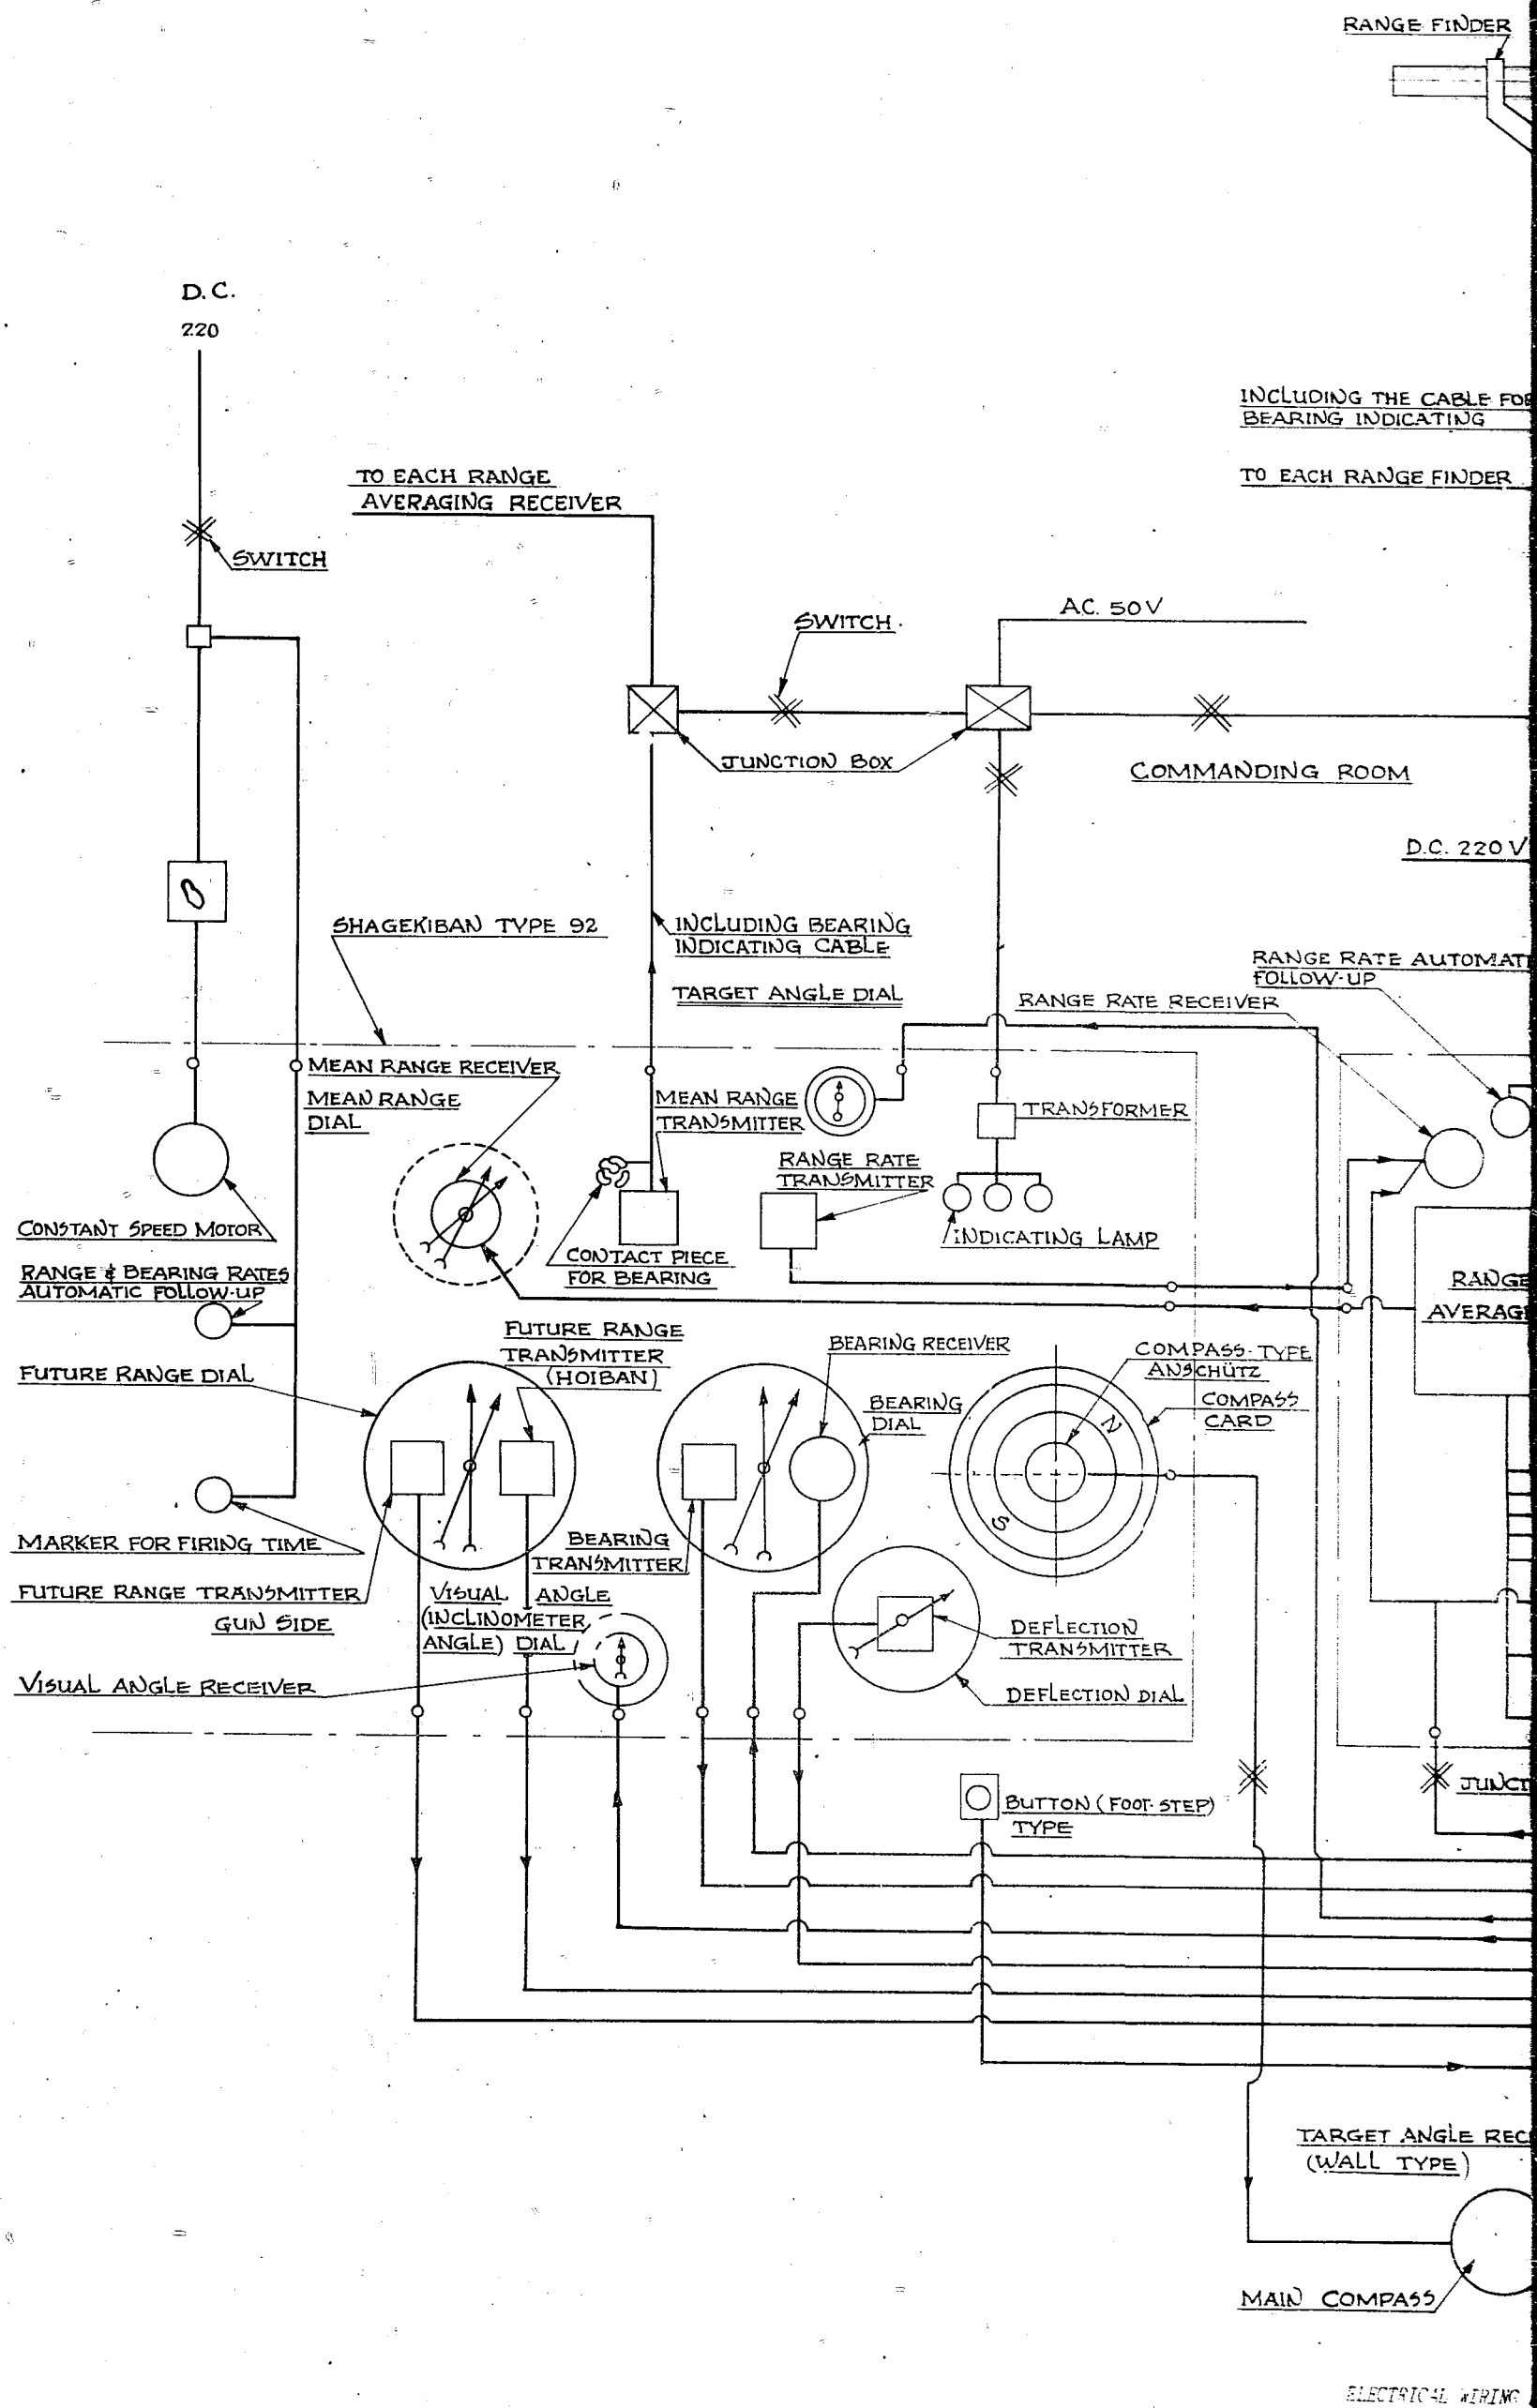 RANGE FINDER
D.C.
220
INCLUDING THE CABLE FOR
BEARING INDICATING
TO EACH RANGE FINDER
TO EACH RANGE
AVERAGING RECEIVER
SWITCH
SWITCH
A.C. 50 V
JUNCTION BOX
COMMANDING ROOM
D.C. 220 V
SHAGEKIBAN TYPE 92
INCLUDING BEARING
INDICATING CABLE
TARGET ANGLE DIAL
RANGE RATE AUTOMATI
FOLLOW-UP
RANGE RATE RECEIVER
MEAN RANGE RECEIVER
MEAN RANGE
DIAL
MEAN RANGE
TRANSMITTER
TRANSFORMER
RANGE RATE
TRANSMITTER
CONSTANT SPEED MOTOR
CONTACT PIECE
FOR BEARING
INDICATING LAMP
RANGE & BEARING RATES
AUTOMATIC FOLLOW-UP
RANGE
AVERAG
FUTURE RANGE
TRANSMITTER
(HOIBAN)
BEARING RECEIVER
COMPASS-TYPE
ANSCHÜTZ
FUTURE RANGE DIAL
BEARING
DIAL
COMPASS
CARD
N
S
MARKER FOR FIRING TIME
BEARING
TRANSMITTER
FUTURE RANGE TRANSMITTER
GUN SIDE
VISUAL ANGLE
(INCLINOMETER
ANGLE) DIAL
DEFLECTION
TRANSMITTER
VISUAL ANGLE RECEIVER
DEFLECTION DIAL
JUNCT
BUTTON (FOOT-STEP)
TYPE
TARGET ANGLE REC
(WALL TYPE)
MAIN COMPASS
ELECTRICAL WIRING